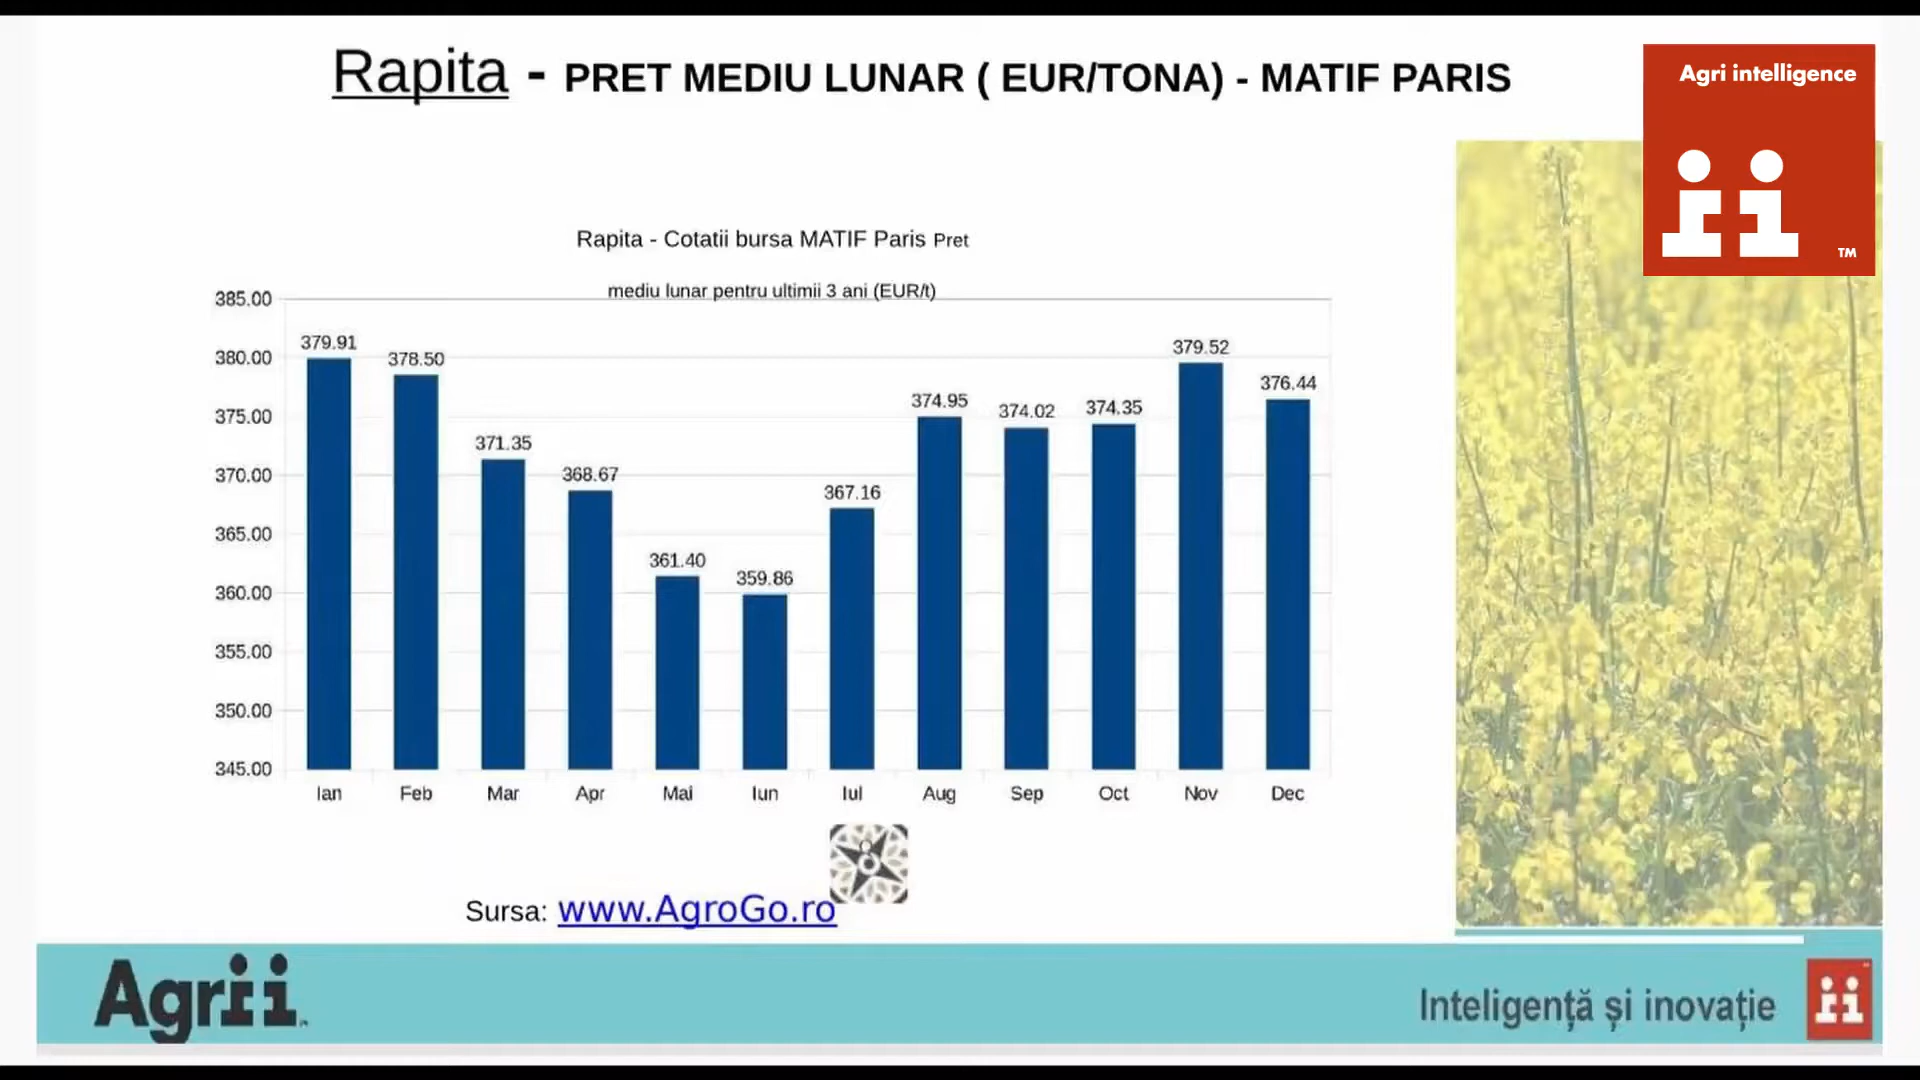 Rapita - PRET MEDIU LUNAR ( EUR/TONA) - MATIF PARIS
Agri intelligence
TM
Rapita - Cotatii bursa MATIF Paris Pret
mediu lunar pentru ultimii 3 ani (EUR/t)
385.00
380.00
375.00
370.00
365.00
360.00
355.00
350.00
345.00
379.91
378.50
371.35
368.67
361.40
359.86
367.16
374.95
374.02
374.35
379.52
376.44
Ian Feb Mar Apr Mai Iun Iul Aug Sep Oct Nov Dec
Sursa: www.AgroGo.ro
Agrii
Inteligență și inovație